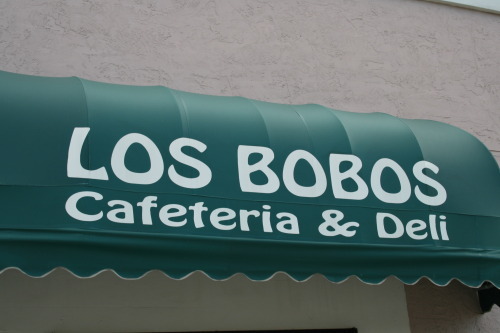 LOS BOBOS
Cafeteria & Deli